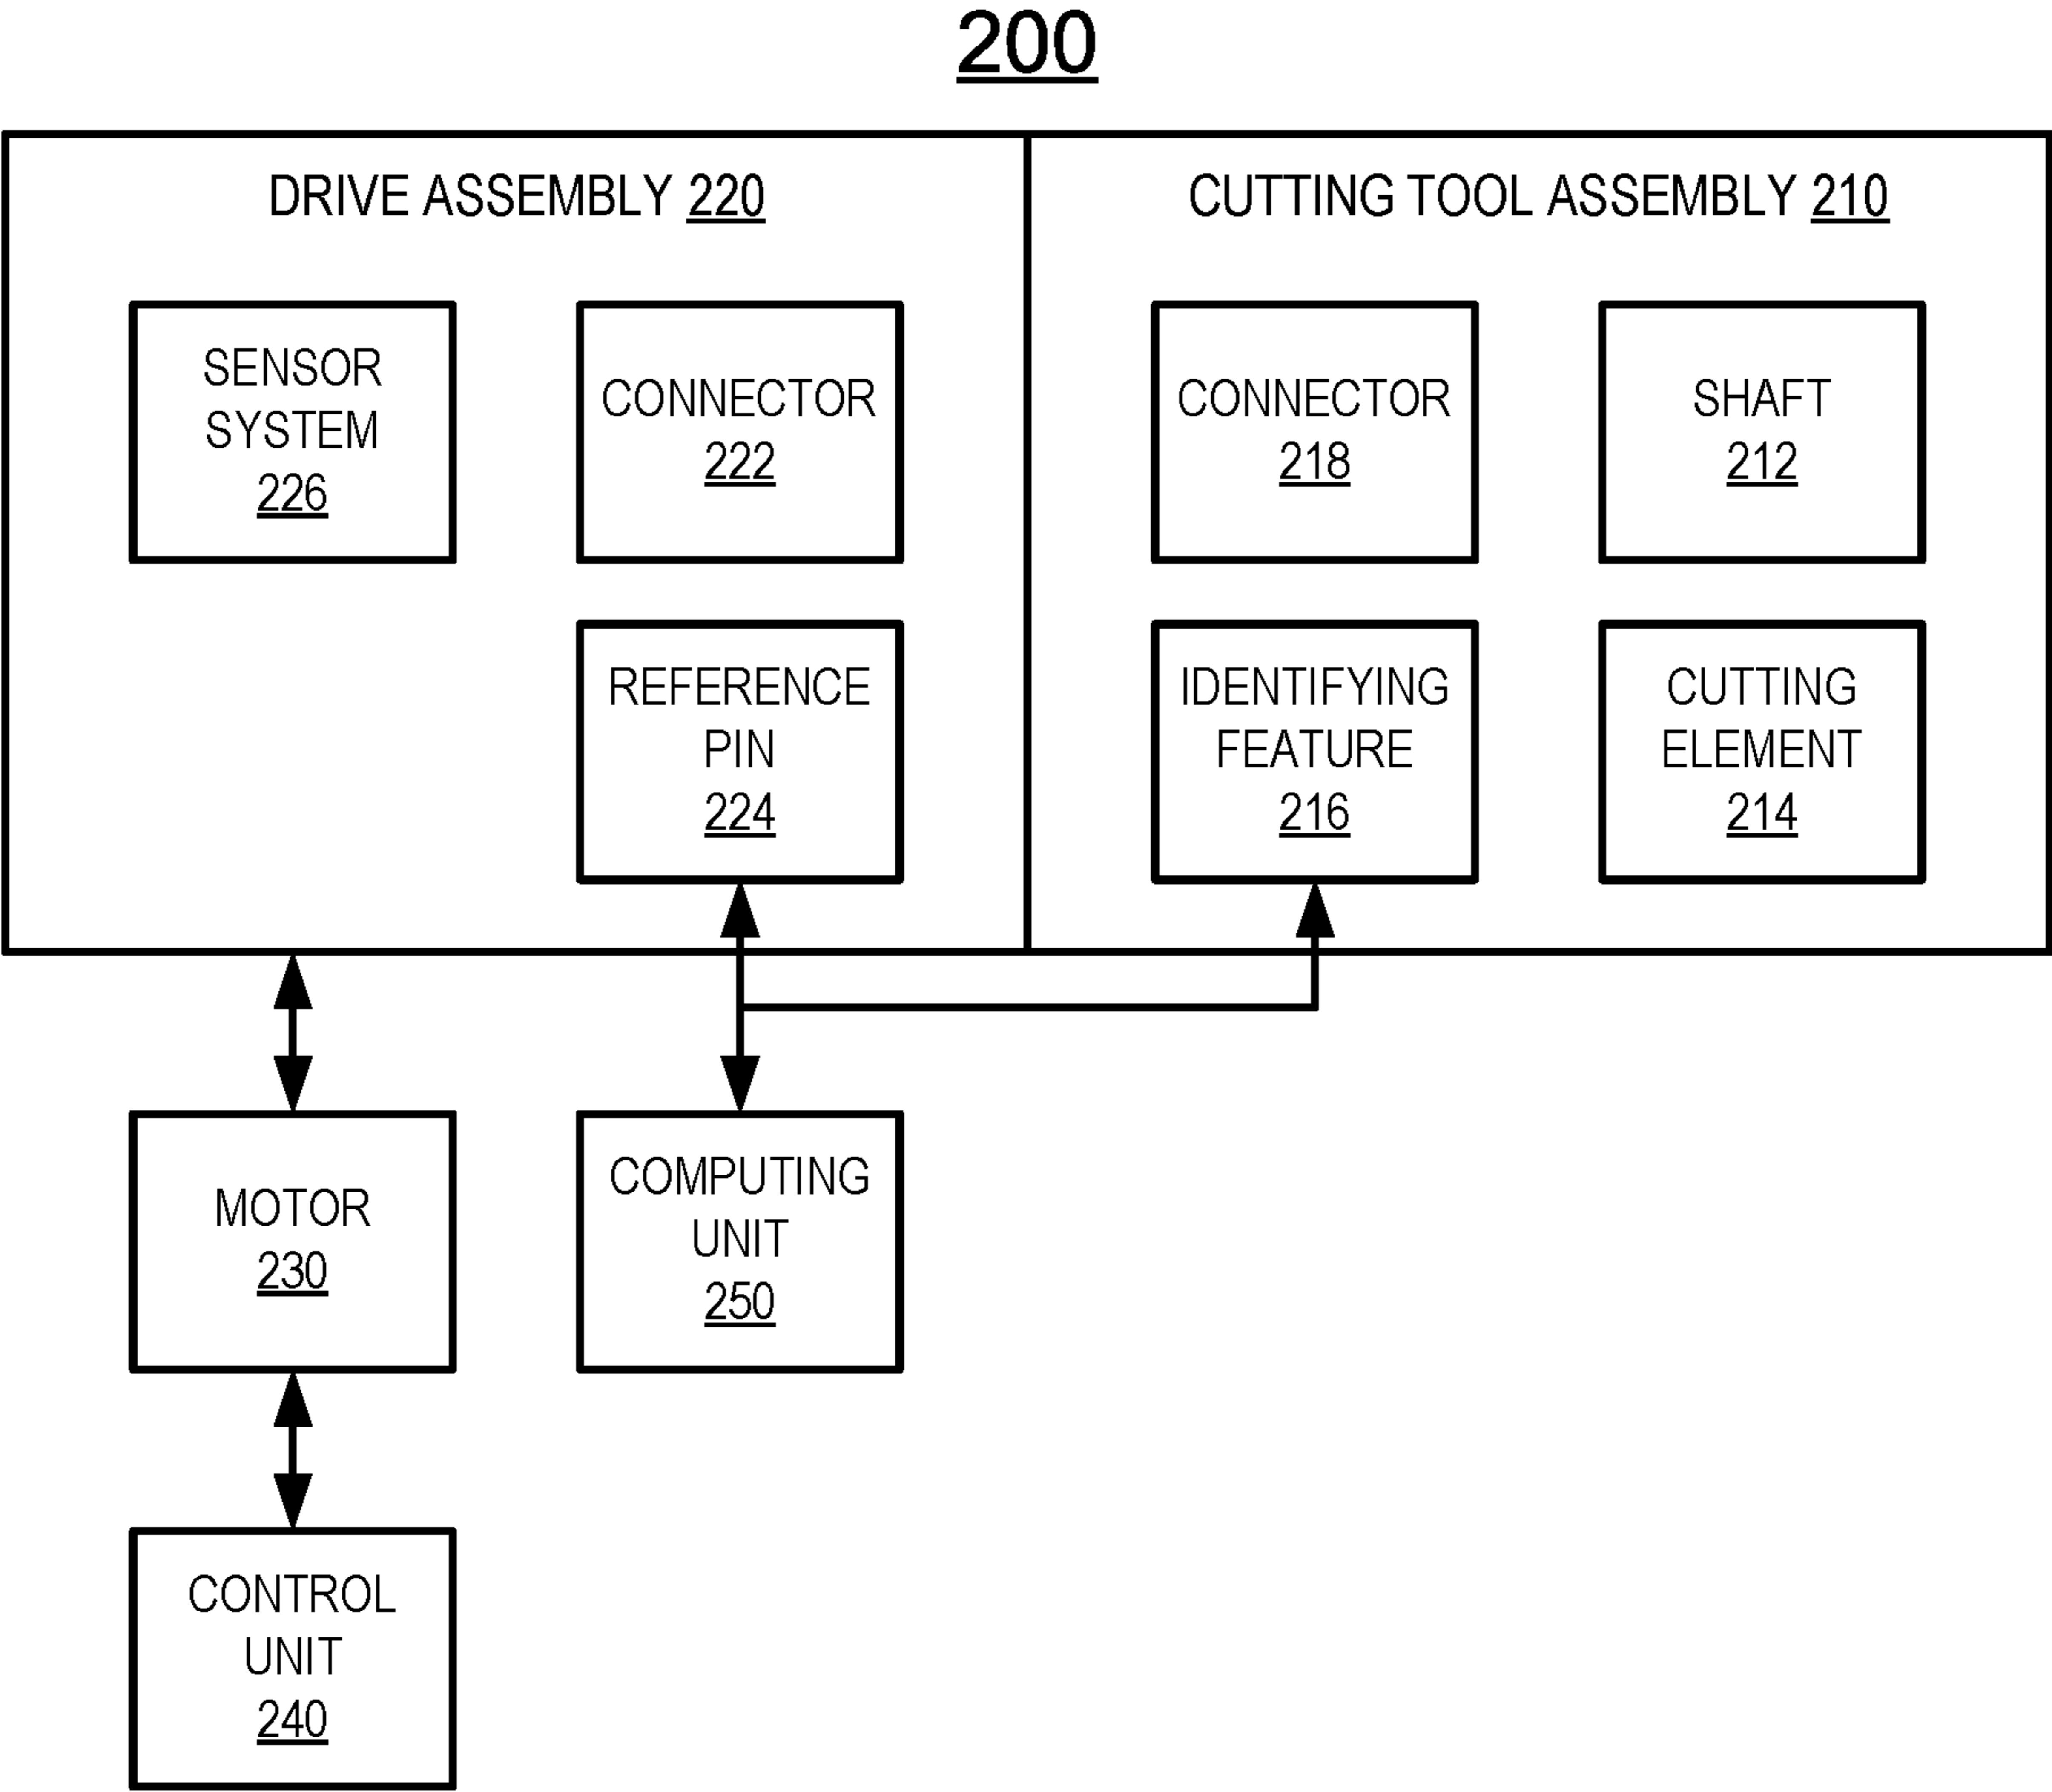 200
DRIVE ASSEMBLY 220
CUTTING TOOL ASSEMBLY 210
SENSOR
SYSTEM
226
CONNECTOR
222
CONNECTOR
218
SHAFT
212
REFERENCE
PIN
224
IDENTIFYING
FEATURE
216
CUTTING
ELEMENT
214
MOTOR
230
COMPUTING
UNIT
250
CONTROL
UNIT
240